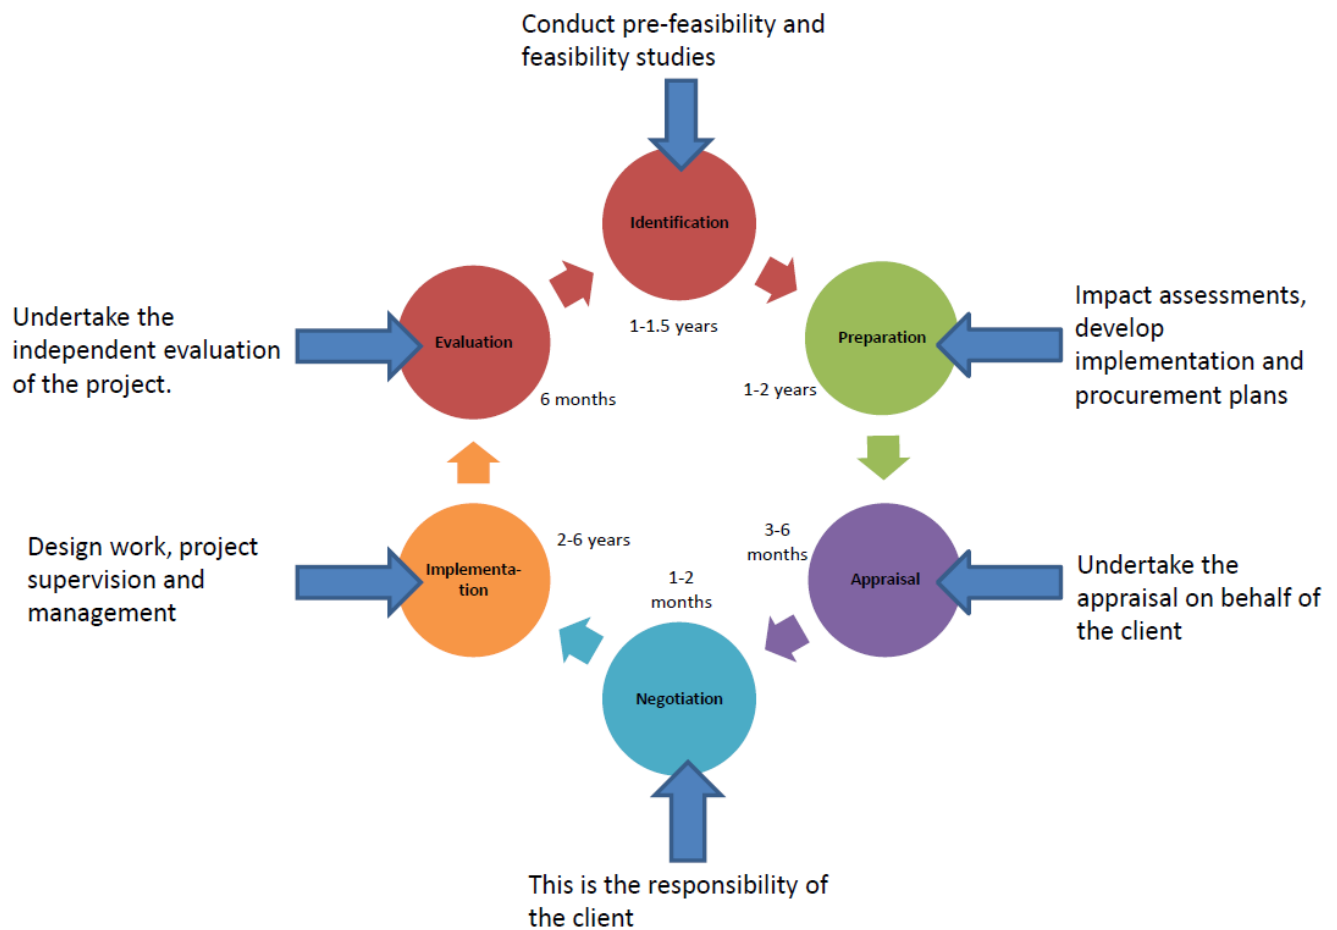 Conduct pre-feasibility and
feasibility studies
Identification
1-1.5 years
Preparation
1-2 years
Impact assessments,
develop
implementation and
procurement plans
Appraisal
3-6
months
Undertake the
appraisal on behalf of
the client
Negotiation
1-2
months
This is the responsibility of
the client
Implementa-
tion
2-6 years
Design work, project
supervision and
management
Evaluation
6 months
Undertake the
independent evaluation
of the project.